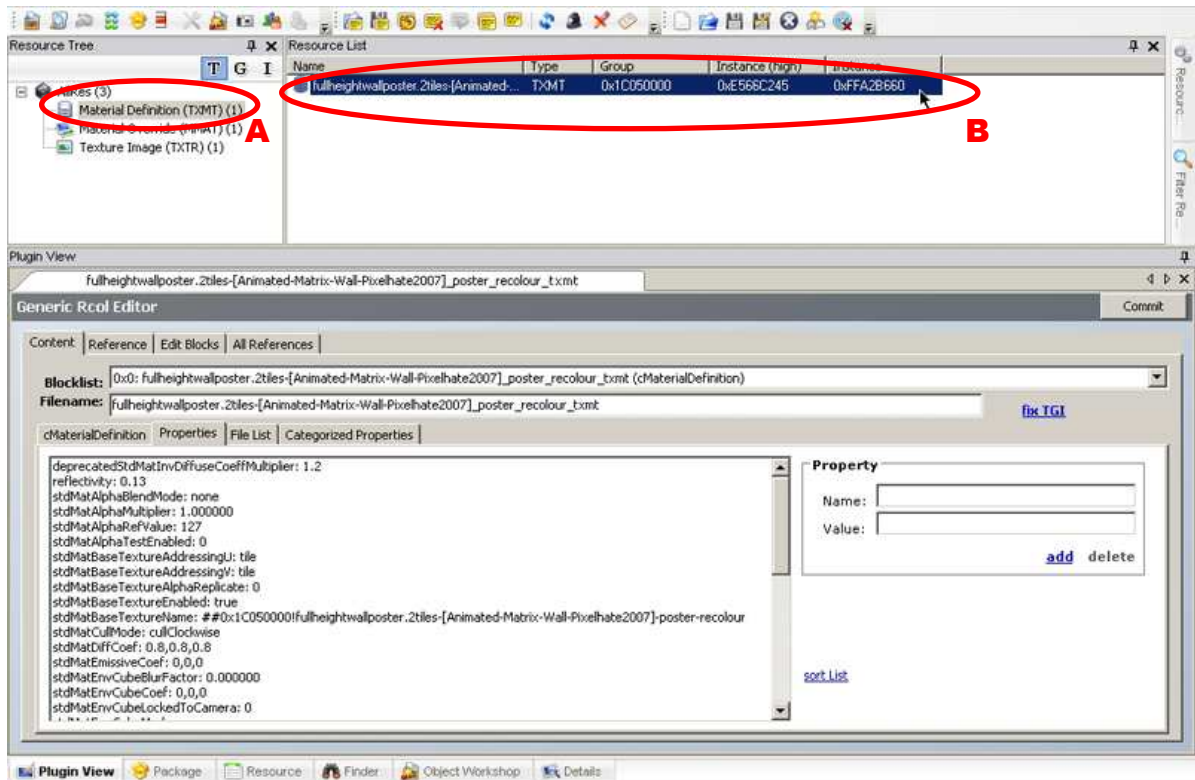 Resource Tree
Resource List
T G I
Name Type Group Instance (high) Instance
fullheightwallposter.2tiles-[Animated-... TXMT 0x1C050000 0xE566C245 0xFFA2B660
(3)
Material Definition (TXMT) (1)
A
B
Material Override (MMAT) (1)
Texture Image (TXTR) (1)
Resourc...
Filter Re...
Plugin View
fullheightwallposter.2tiles-[Animated-Matrix-Wall-Pixelhate2007]_poster_recolour_txmt
Generic Rcol Editor
Commit
Content Reference Edit Blocks All References
Blocklist: 0x0: fullheightwallposter.2tiles-[Animated-Matrix-Wall-Pixelhate2007]_poster_recolour_txmt (cMaterialDefinition)
Filename: fullheightwallposter.2tiles-[Animated-Matrix-Wall-Pixelhate2007]_poster_recolour_txmt
fix TGI
cMaterialDefinition Properties File List Categorized Properties
deprecatedStdMatInvDiffuseCoeffMultiplier: 1.2
reflectivity: 0.13
stdMatAlphaBlendMode: none
stdMatAlphaMultiplier: 1.000000
stdMatAlphaRefValue: 127
stdMatAlphaTestEnabled: 0
stdMatBaseTextureAddressingU: tile
stdMatBaseTextureAddressingV: tile
stdMatBaseTextureAlphaReplicate: 0
stdMatBaseTextureEnabled: true
stdMatBaseTextureName: ##0x1C050000!fullheightwallposter.2tiles-[Animated-Matrix-Wall-Pixelhate2007]-poster-recolour
stdMatCullMode: cullClockwise
stdMatDiffCoef: 0.8,0.8,0.8
stdMatEmissiveCoef: 0,0,0
stdMatEnvCubeBlurFactor: 0.000000
stdMatEnvCubeCoef: 0,0,0
stdMatEnvCubeLockedToCamera: 0
Property
Name:
Value:
add delete
sort List
Plugin View Package Resource Finder Object Workshop Details